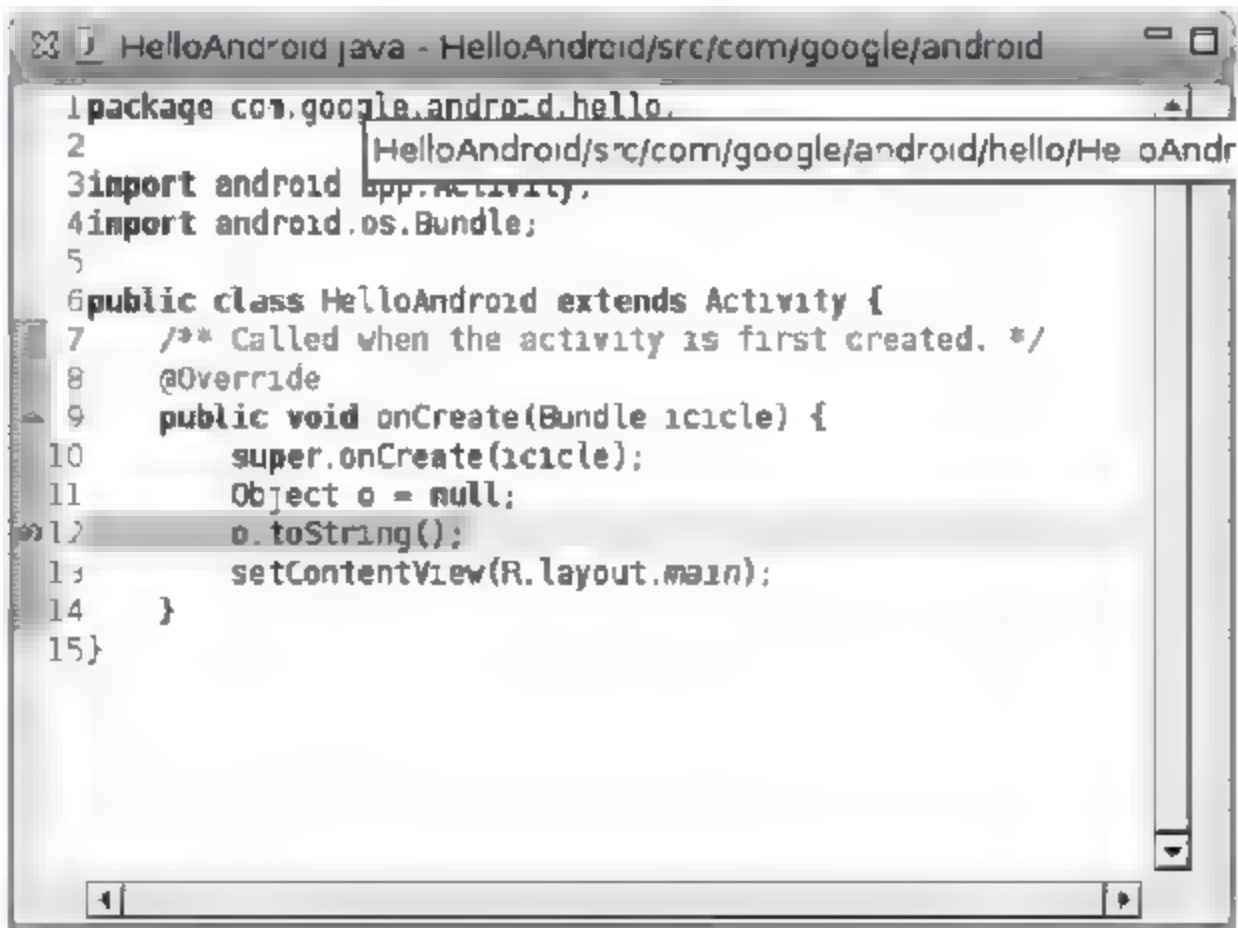 HelloAndroid java - HelloAndroid/src/com/google/android
1 package com.google.android.hello.
HelloAndroid/src/com/google/android/hello/He oAndr
2
3 import android app.Activity;
4 import android.os.Bundle;
5
6 public class HelloAndroid extends Activity {
7 /** Called when the activity is first created. */
8 @Override
9 public void onCreate(Bundle icicle) {
10 super.onCreate(icicle);
11 Object o = null;
12 o.toString();
13 setContentView(R.layout.main);
14 }
15 }